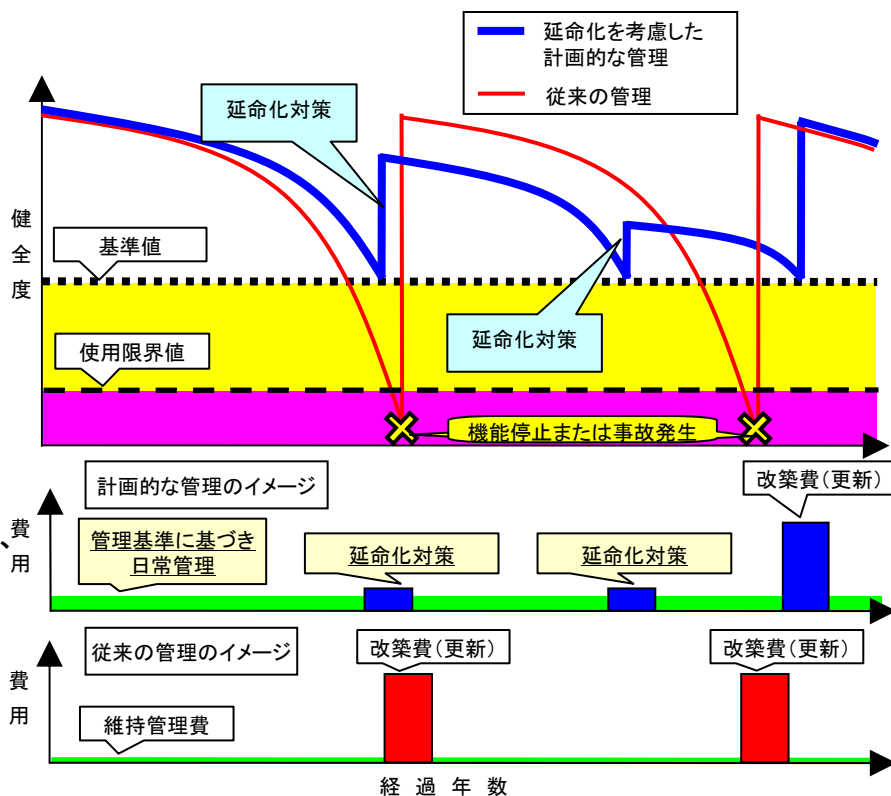 延命化を考慮した
計画的な管理
従来の管理
延命化対策
健全度
基準値
使用限界値
延命化対策
機能停止または事故発生
計画的な管理のイメージ
改築費(更新)
、
費用
管理基準に基づき
日常管理
延命化対策
延命化対策
従来の管理のイメージ
改築費(更新)
改築費(更新)
費用
維持管理費
経過年数